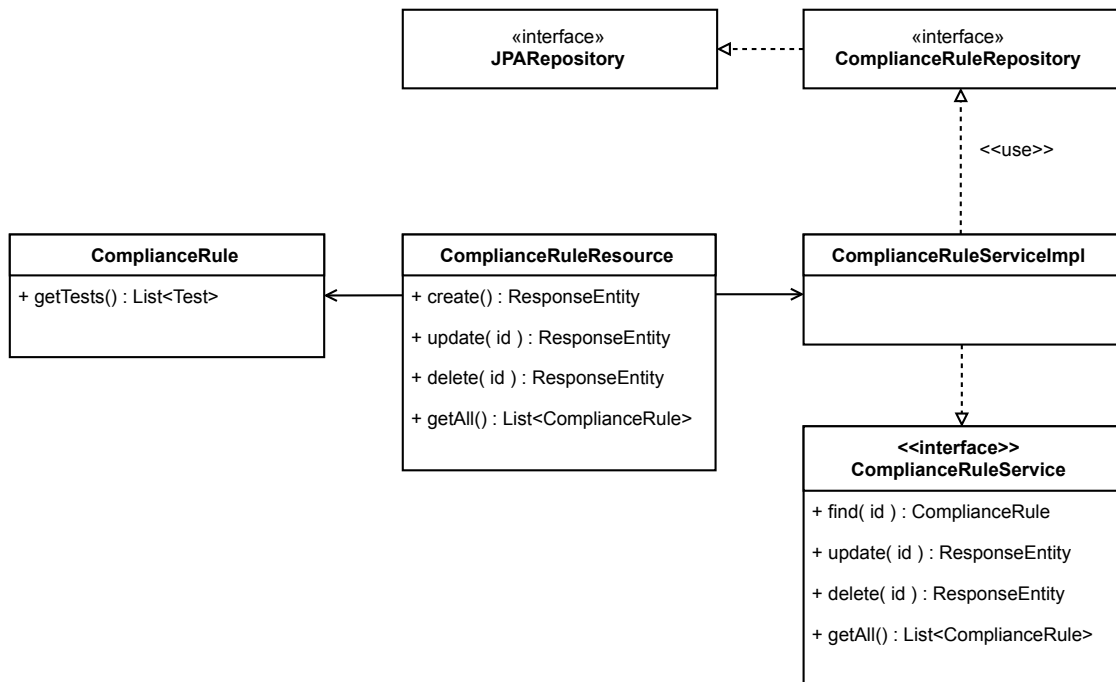 «interface»
JPARepository
«interface»
ComplianceRuleRepository
<<use>>
ComplianceRule
+ getTests() : List<Test>
ComplianceRuleResource
+ create() : ResponseEntity
+ update( id ) : ResponseEntity
+ delete( id ) : ResponseEntity
+ getAll() : List<ComplianceRule>
ComplianceRuleServiceImpl
<<interface>>
ComplianceRuleService
+ find( id ) : ComplianceRule
+ update( id ) : ResponseEntity
+ delete( id ) : ResponseEntity
+ getAll() : List<ComplianceRule>